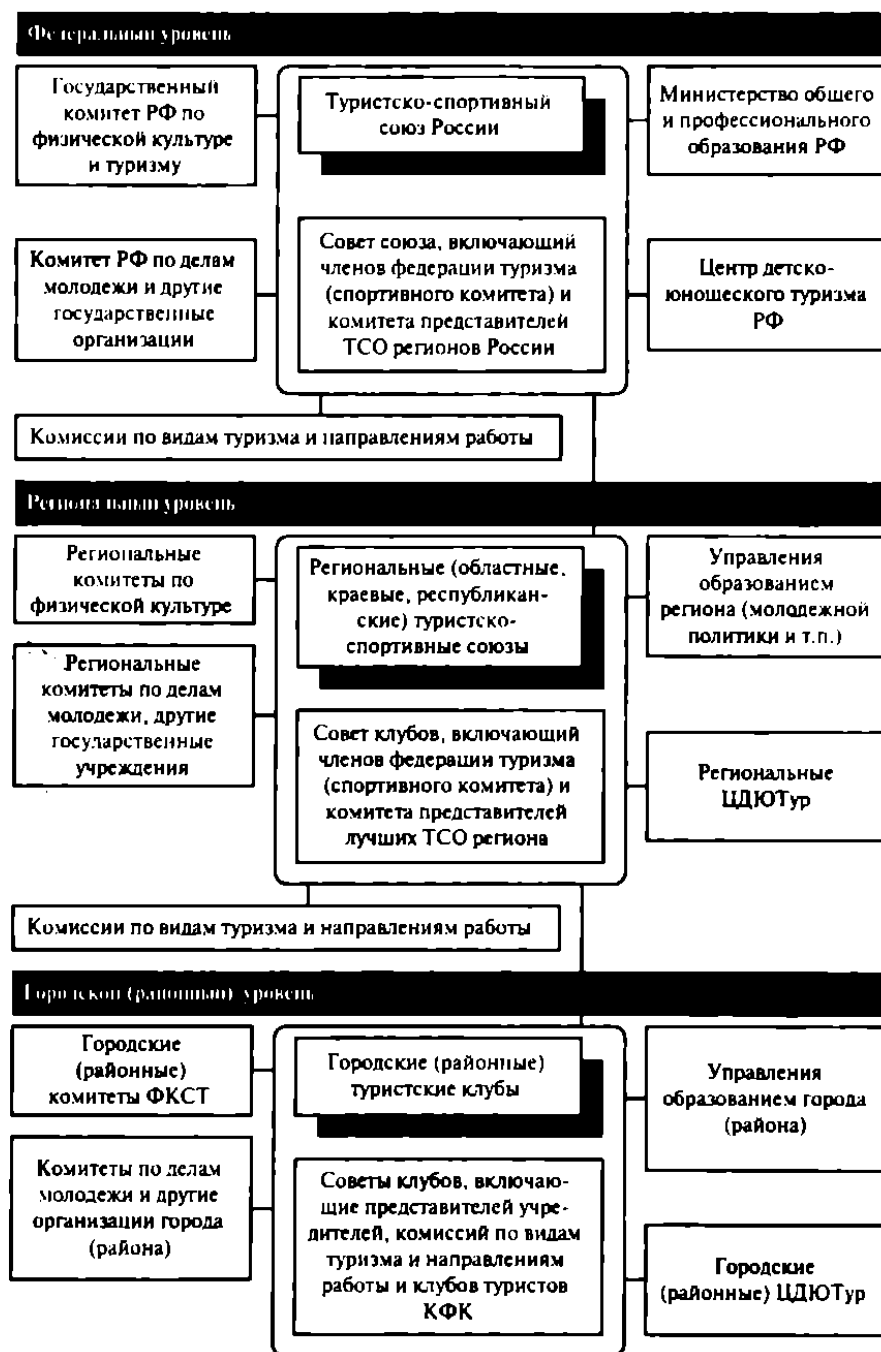 Федеральный уровень
Государственный
комитет РФ по
физической культуре
и туризму
Туристско-спортивный
союз России
Министерство общего
и профессионального
образования РФ
Комитет РФ по делам
молодежи и другие
государственные
организации
Совет союза, включающий
членов федерации туризма
(спортивного комитета) и
комитета представителей
ТСО регионов России
Центр детско-
юношеского туризма
РФ
Комиссии по видам туризма и направлениям работы
Региональный уровень
Региональные
комитеты по
физической культуре
Региональные (областные,
краевые, республикан-
ские) туристско-
спортивные союзы
Управления
образованием
региона (молодежной
политики и т.п.)
Региональные
комитеты по делам
молодежи, другие
государственные
учреждения
Совет клубов, включающий
членов федерации туризма
(спортивного комитета) и
комитета представителей
лучших ТСО региона
Региональные
ЦДЮТур
Комиссии по видам туризма и направлениям работы
Городской (районный) уровень
Городские
(районные)
комитеты ФКСТ
Городские (районные)
туристские клубы
Управления
образованием города
(района)
Комитеты по делам
молодежи и другие
организации города
(района)
Советы клубов, включаю-
щие представителей учре-
дителей, комиссий по видам
туризма и направлениям
работы и клубов туристов
КФК
Городские
(районные) ЦДЮТур